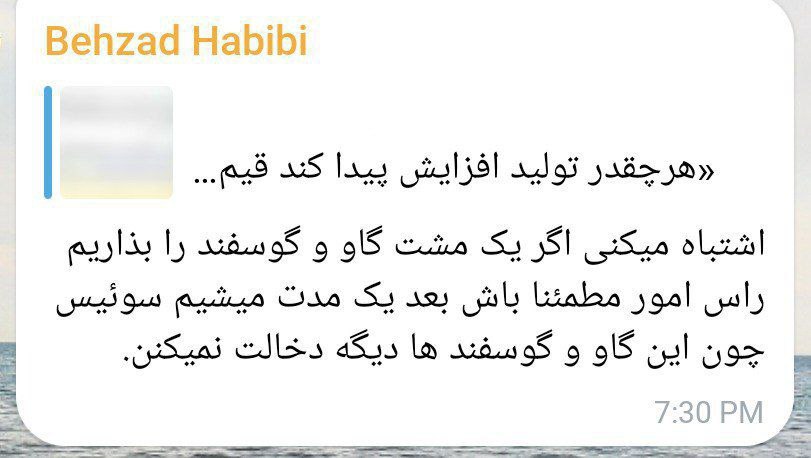 Behzad Habibi
«هرچقدر تولید افزایش پیدا کند قیم...
اشتباه میکنی اگر یک مشت گاو و گوسفند را بذاریم
راس امور مطمئنا باش بعد یک مدت میشیم سوئیس
چون این گاو و گوسفند ها دیگه دخالت نمیکنن.
7:30 PM